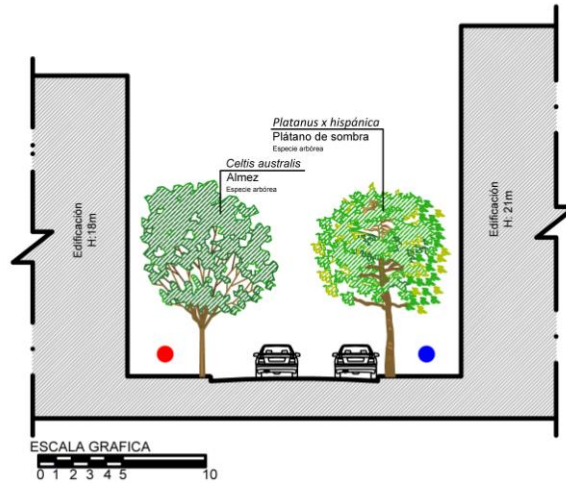 Platanus x hispánica
Plátano de sombra
Especie arbórea
Celtis australis
Almez
Especie arbórea
Edificación
H:18m
Edificación
H: 21m
ESCALA GRAFICA
0 1 2 3 4 5 10